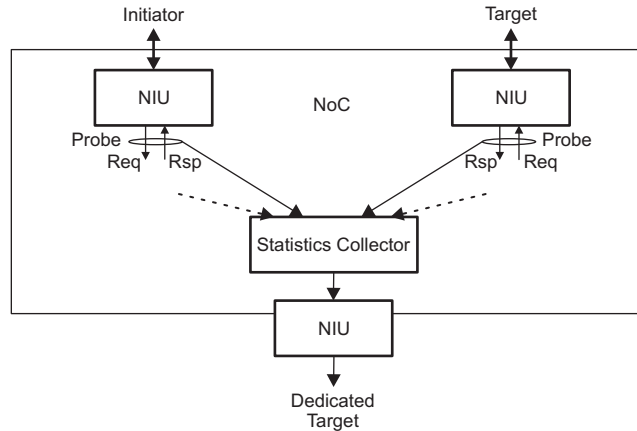 Initiator
Target
NIU
NoC
NIU
Probe
Req
Rsp
Probe
Rsp
Req
Statistics Collector
NIU
Dedicated
Target